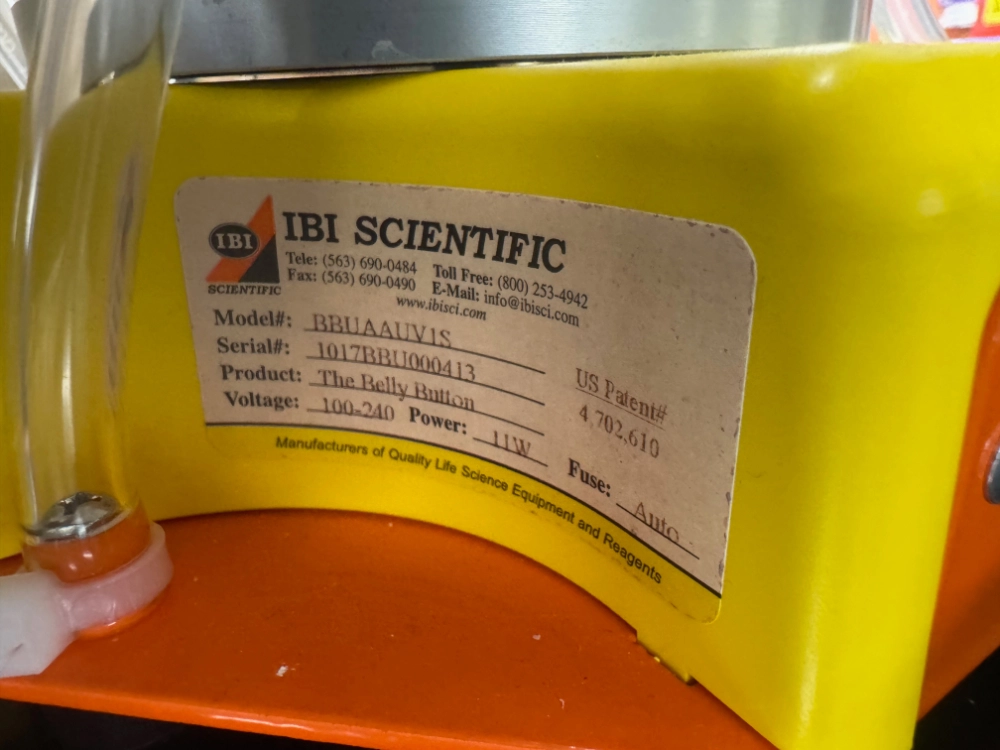 IBI
SCIENTIFIC
IBI SCIENTIFIC
Tele: (563) 690-0484 Toll Free: (800) 253-4942
Fax: (563) 690-0490 E-Mail: info@ibisci.com
www.ibisci.com
Model#: BBUAAUV1S
Serial#: 1017BBU000413
Product: The Belly Button
Voltage: 100-240 Power: 11W
US Patent#
4,702,610
Fuse: Auto
Manufacturers of Quality Life Science Equipment and Reagents